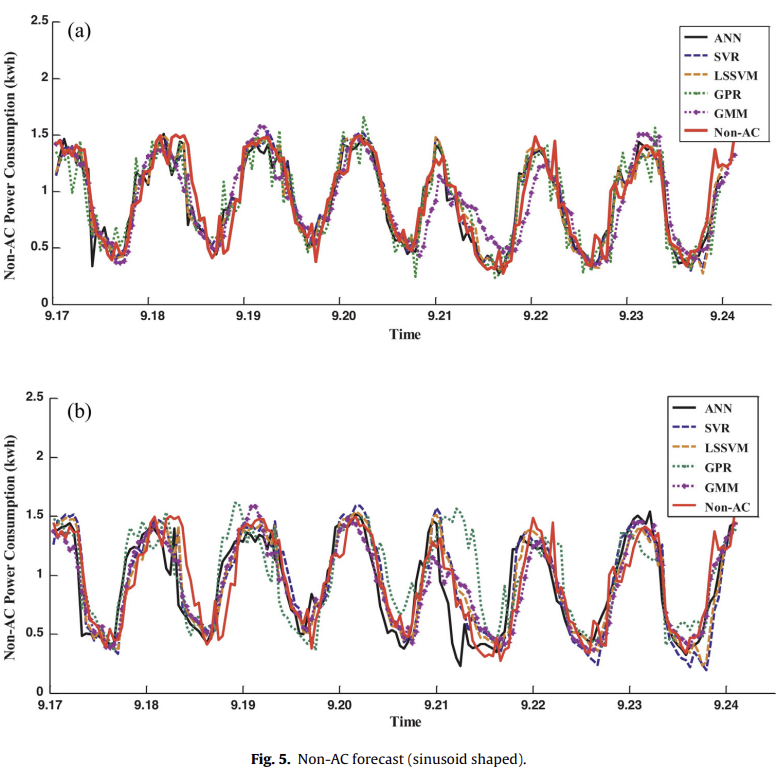 (a)
Non-AC Power Consumption (kwh)
2.5
2
1.5
1
0.5
0
9.17 9.18 9.19 9.20 9.21 9.22 9.23 9.24
Time
ANN
SVR
LSSVM
GPR
GMM
Non-AC
(b)
Non-AC Power Consumption (kwh)
2.5
2
1.5
1
0.5
0
9.17 9.18 9.19 9.20 9.21 9.22 9.23 9.24
Time
ANN
SVR
LSSVM
GPR
GMM
Non-AC
Fig. 5. Non-AC forecast (sinusoid shaped).